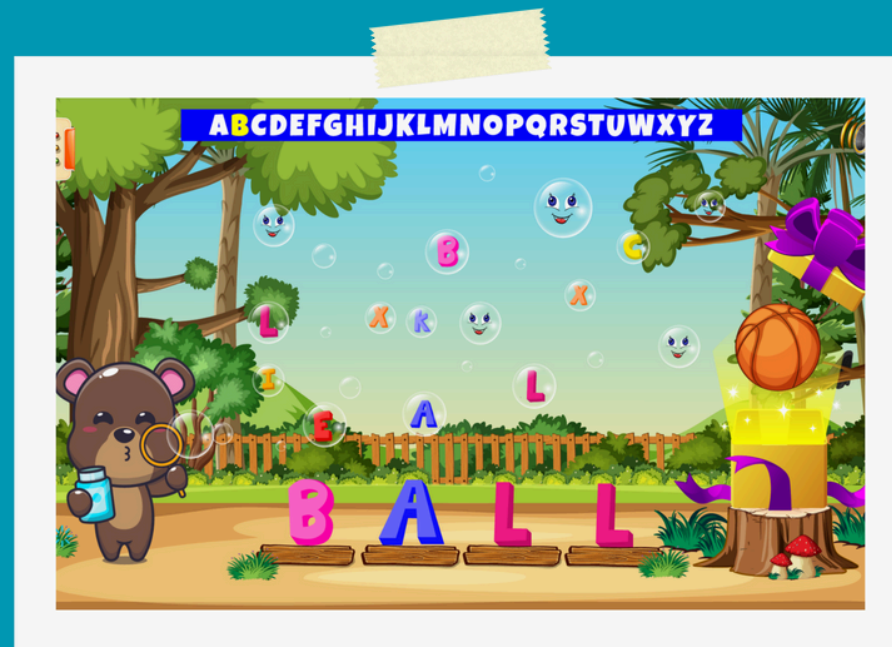 ABCDEFGHIJKLMNOPQRSTUWXYZ
B C
X
L X K
I L
E A
BALL